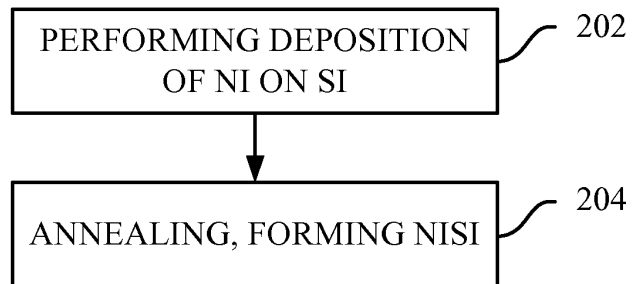 PERFORMING DEPOSITION
OF NI ON SI
202
ANNEALING, FORMING NISI
204